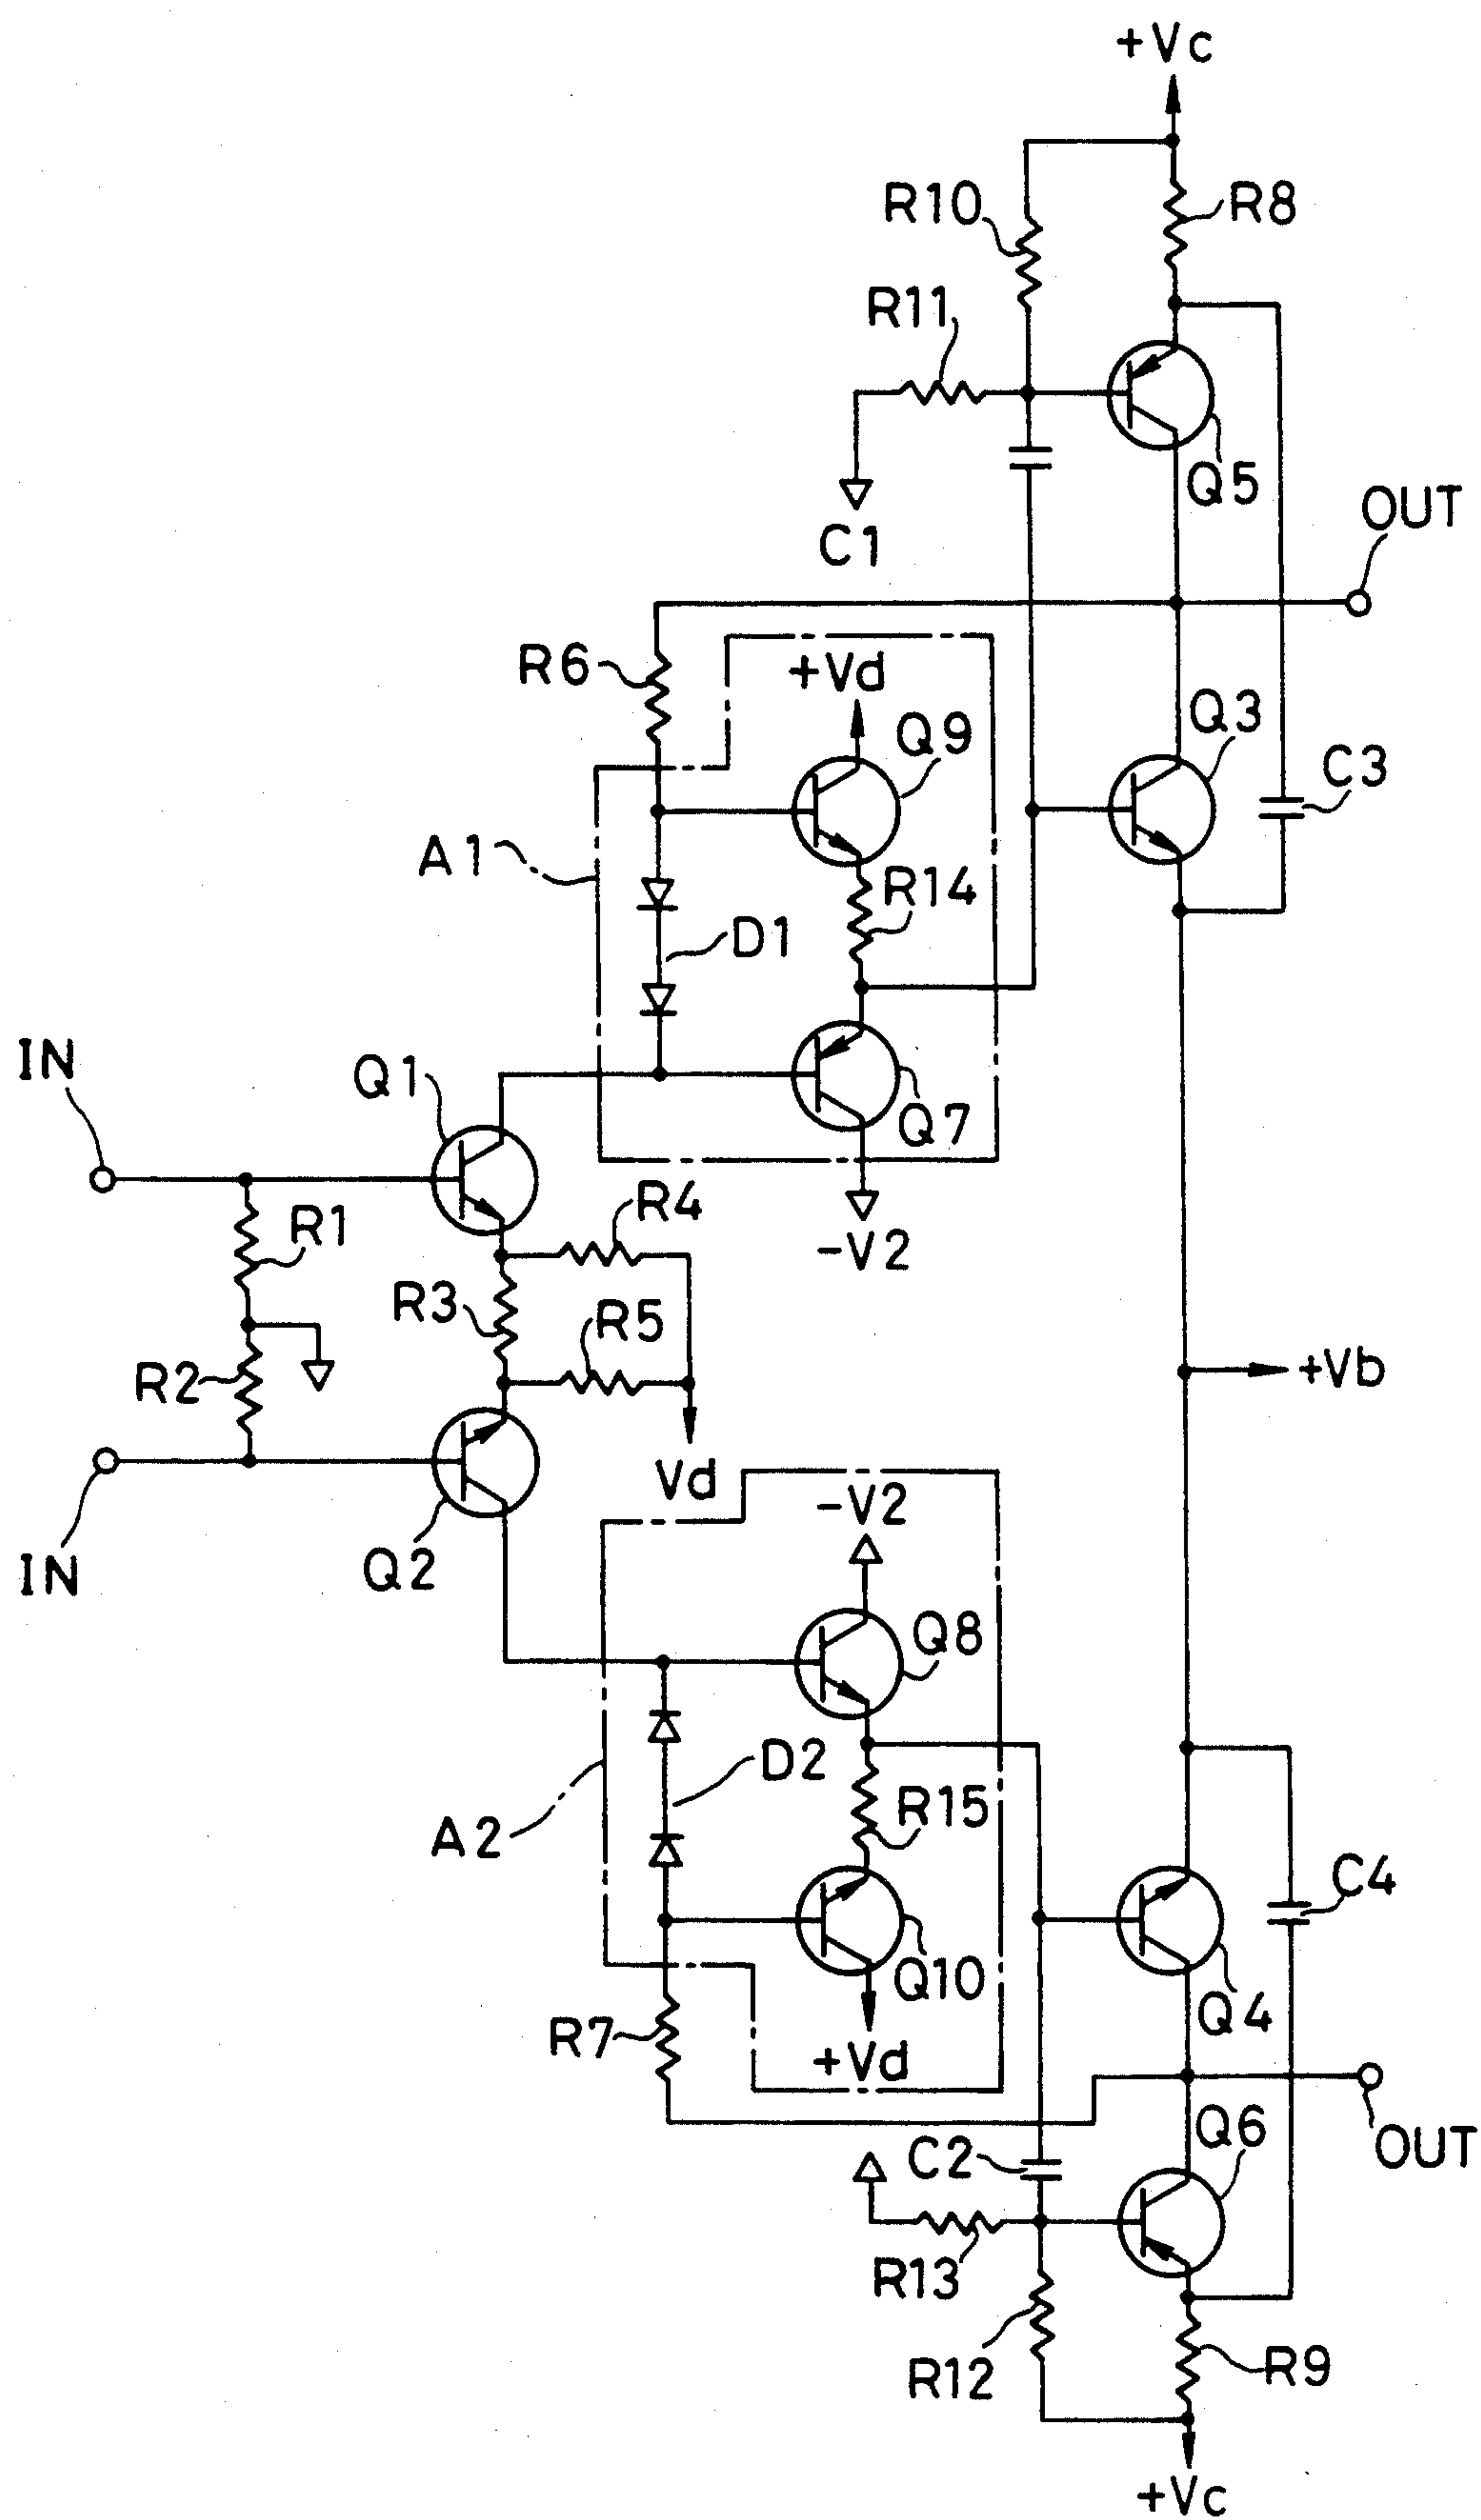 +Vc
R10
R8
R11
Q5
OUT
C1
R6
+Vd
Q9
Q3
C3
A1
R14
D1
IN
Q1
Q7
R4
R1
-V2
R3
R5
R2
+Vb
Vd
-V2
IN
Q2
Q8
D2
R15
A2
C4
Q10
Q4
R7
+Vd
Q6
C2
OUT
R13
R12
R9
+Vc